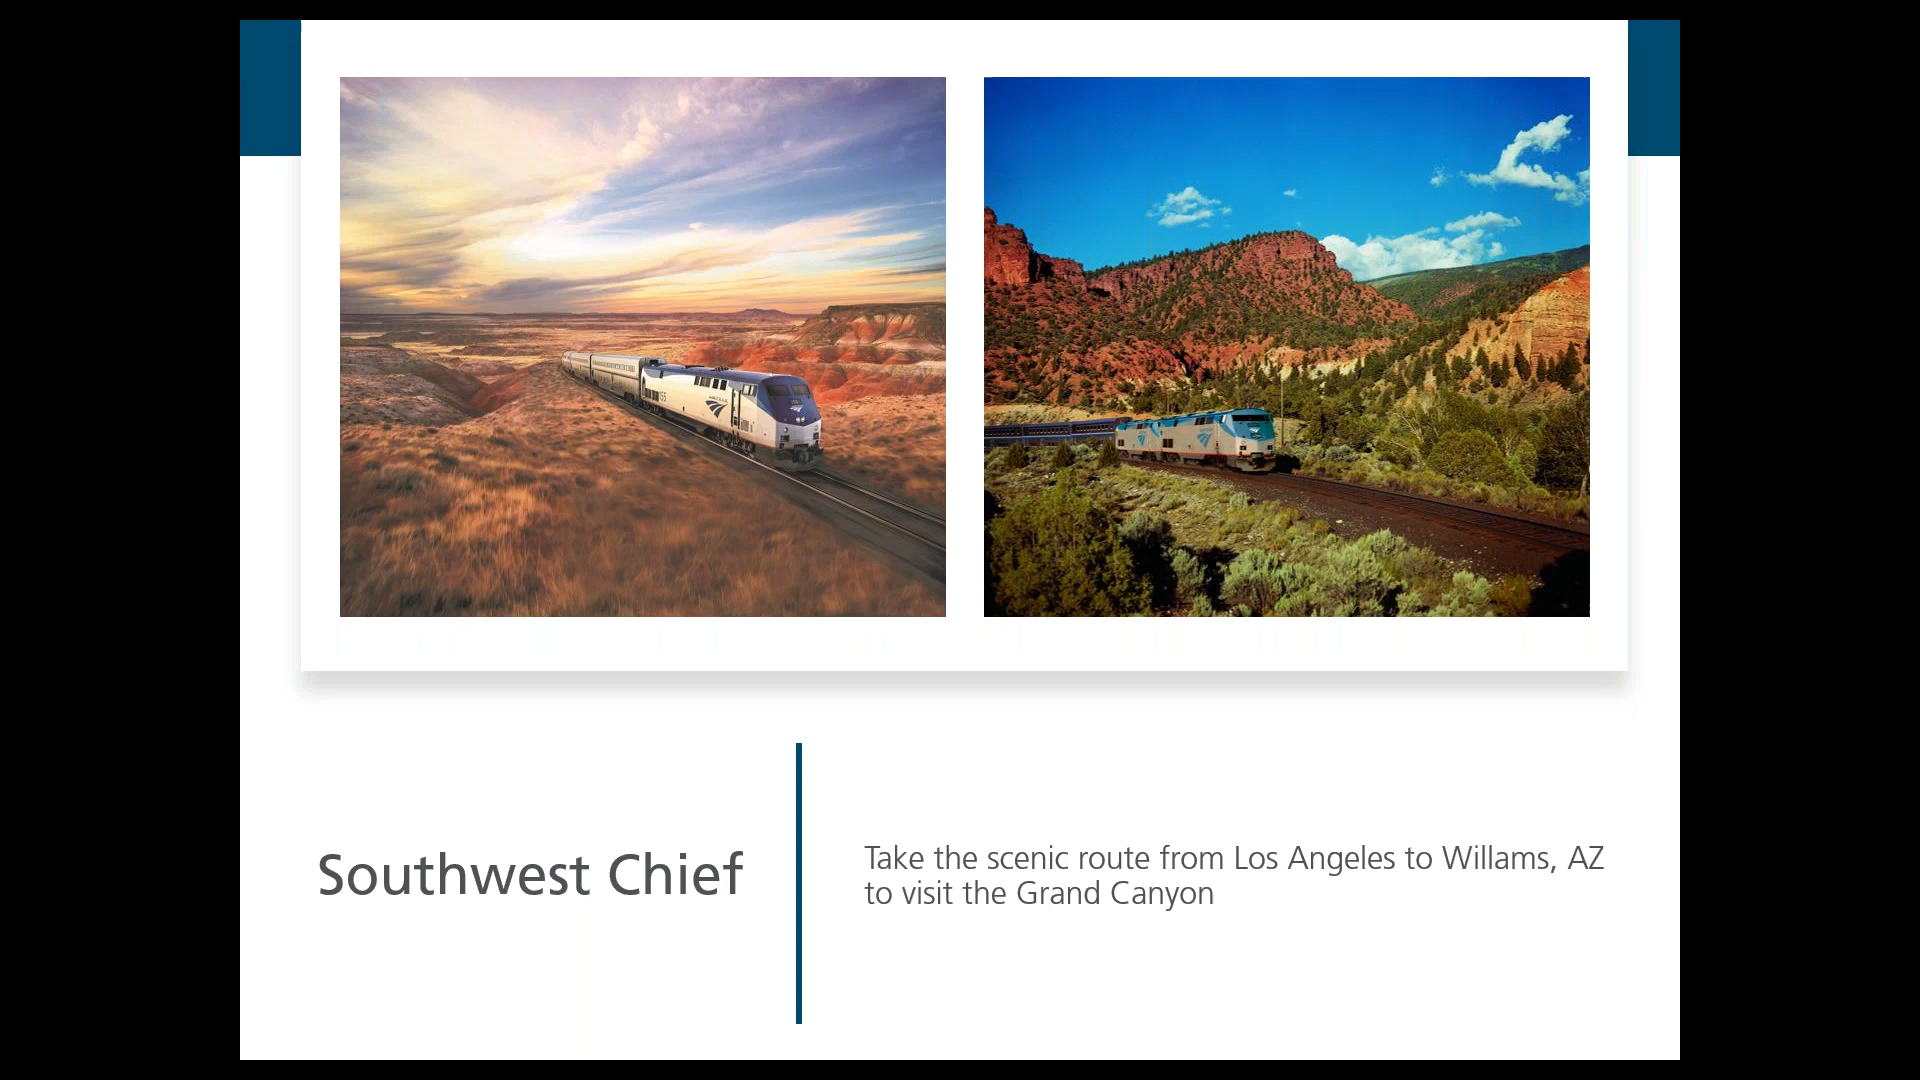 Southwest Chief
Take the scenic route from Los Angeles to Willams, AZ
to visit the Grand Canyon